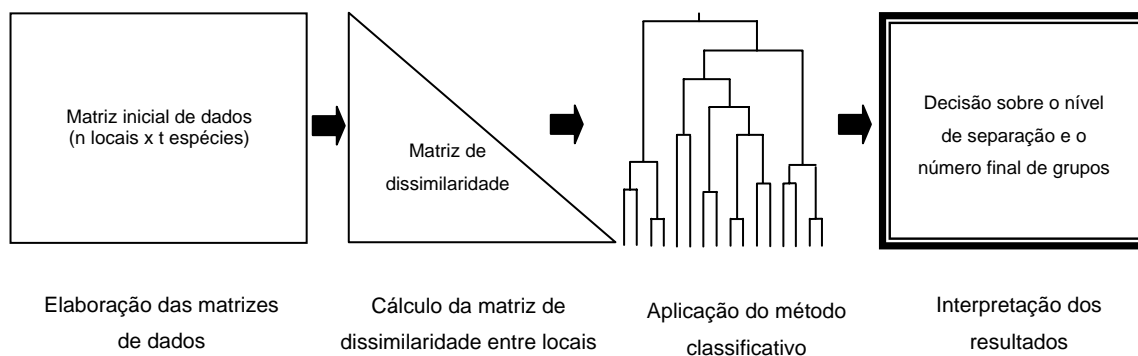 Matriz inicial de dados
(n locais x t espécies)
Matriz de
dissimilaridade
Decisão sobre o nível
de separação e o
número final de grupos
Elaboração das matrizes
de dados
Cálculo da matriz de
dissimilaridade entre locais
Aplicação do método
classificativo
Interpretação dos
resultados